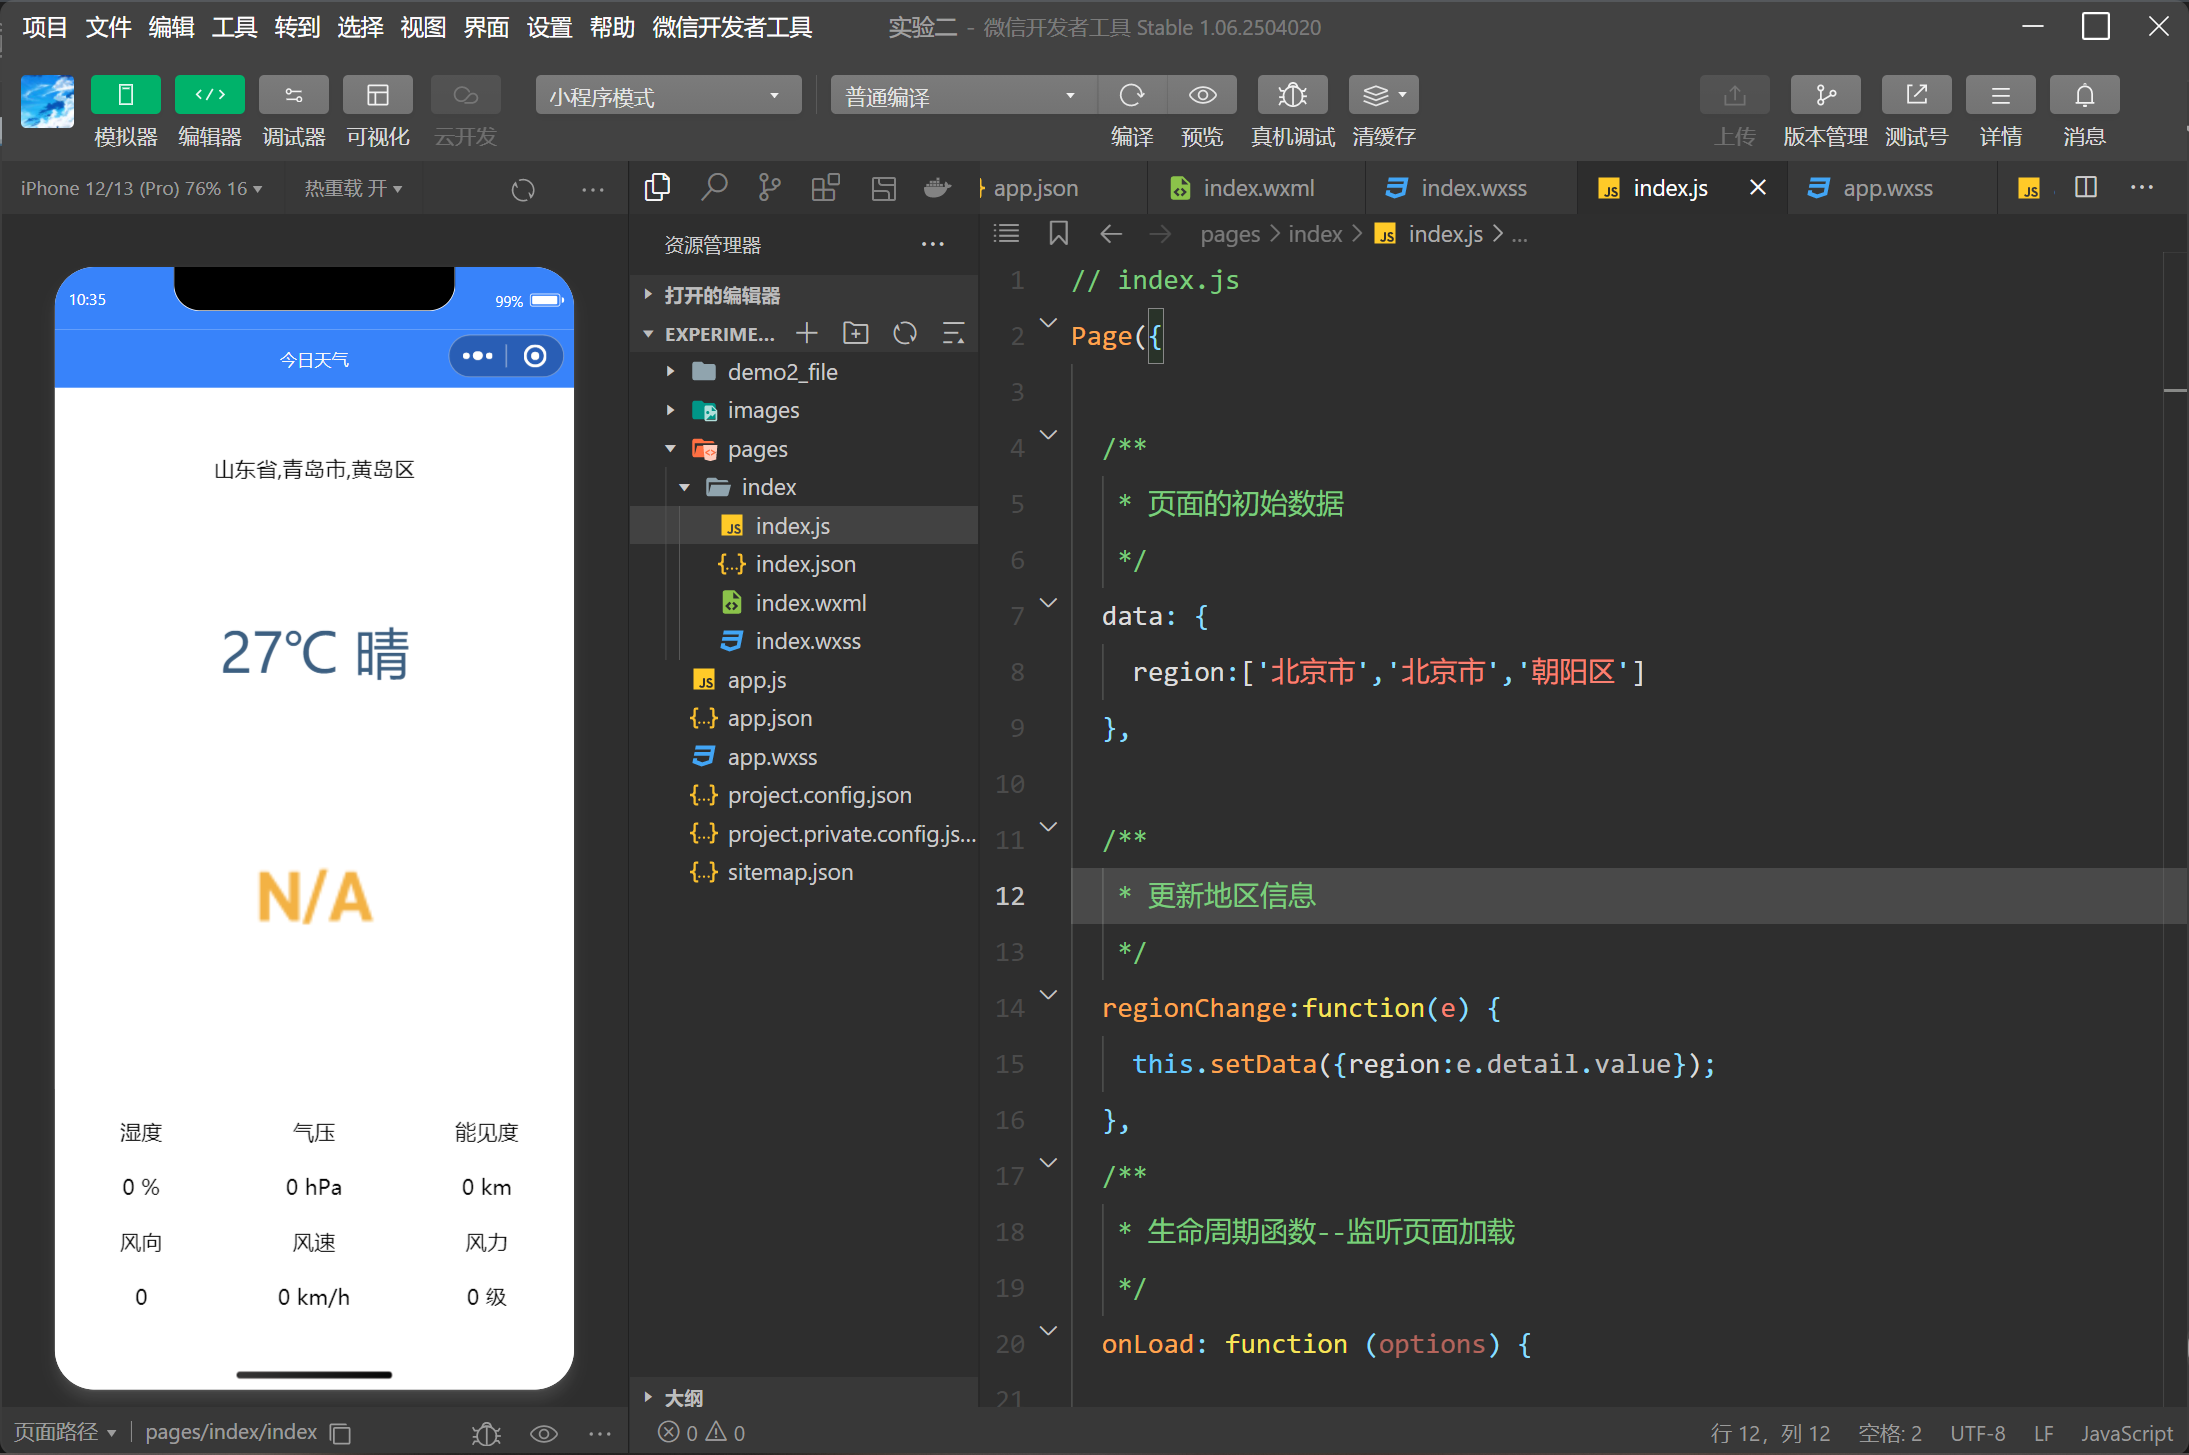 项目 文件 编辑 工具 转到 选择 视图 界面 设置 帮助 微信开发者工具 实验二 - 微信开发者工具 Stable 1.06.2504020
小程序模式 普通编译
模拟器 编辑器 调试器 可视化 云开发 编译 预览 真机调试 清缓存 上传 版本管理 测试号 详情 消息
iPhone 12/13 (Pro) 76% 16 热重载 开
10:35 99%
今日天气
山东省,青岛市,黄岛区
27℃ 晴
N/A
湿度 气压 能见度
0 % 0 hPa 0 km
风向 风速 风力
0 0 km/h 0 级
页面路径 pages/index/index
资源管理器
打开的编辑器
EXPERIME...
demo2_file
images
pages
index
index.js
index.json
index.wxml
index.wxss
app.js
app.json
app.wxss
project.config.json
project.private.config.js...
sitemap.json
大纲
0 0
app.json index.wxml index.wxss index.js app.wxss
pages > index > index.js > ...
1 // index.js
2 Page({
3
4 /**
5 * 页面的初始数据
6 */
7 data: {
8 region:['北京市','北京市','朝阳区']
9 },
10
11 /**
12 * 更新地区信息
13 */
14 regionChange:function(e) {
15 this.setData({region:e.detail.value});
16 },
17 /**
18 * 生命周期函数--监听页面加载
19 */
20 onLoad: function (options) {
21
行 12，列 12 空格: 2 UTF-8 LF JavaScript